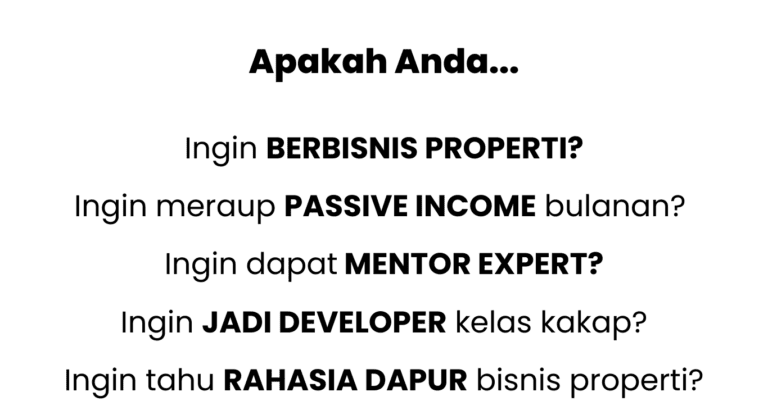 Apakah Anda...
Ingin BERBISNIS PROPERTI?
Ingin meraup PASSIVE INCOME bulanan?
Ingin dapat MENTOR EXPERT?
Ingin JADI DEVELOPER kelas kakap?
Ingin tahu RAHASIA DAPUR bisnis properti?